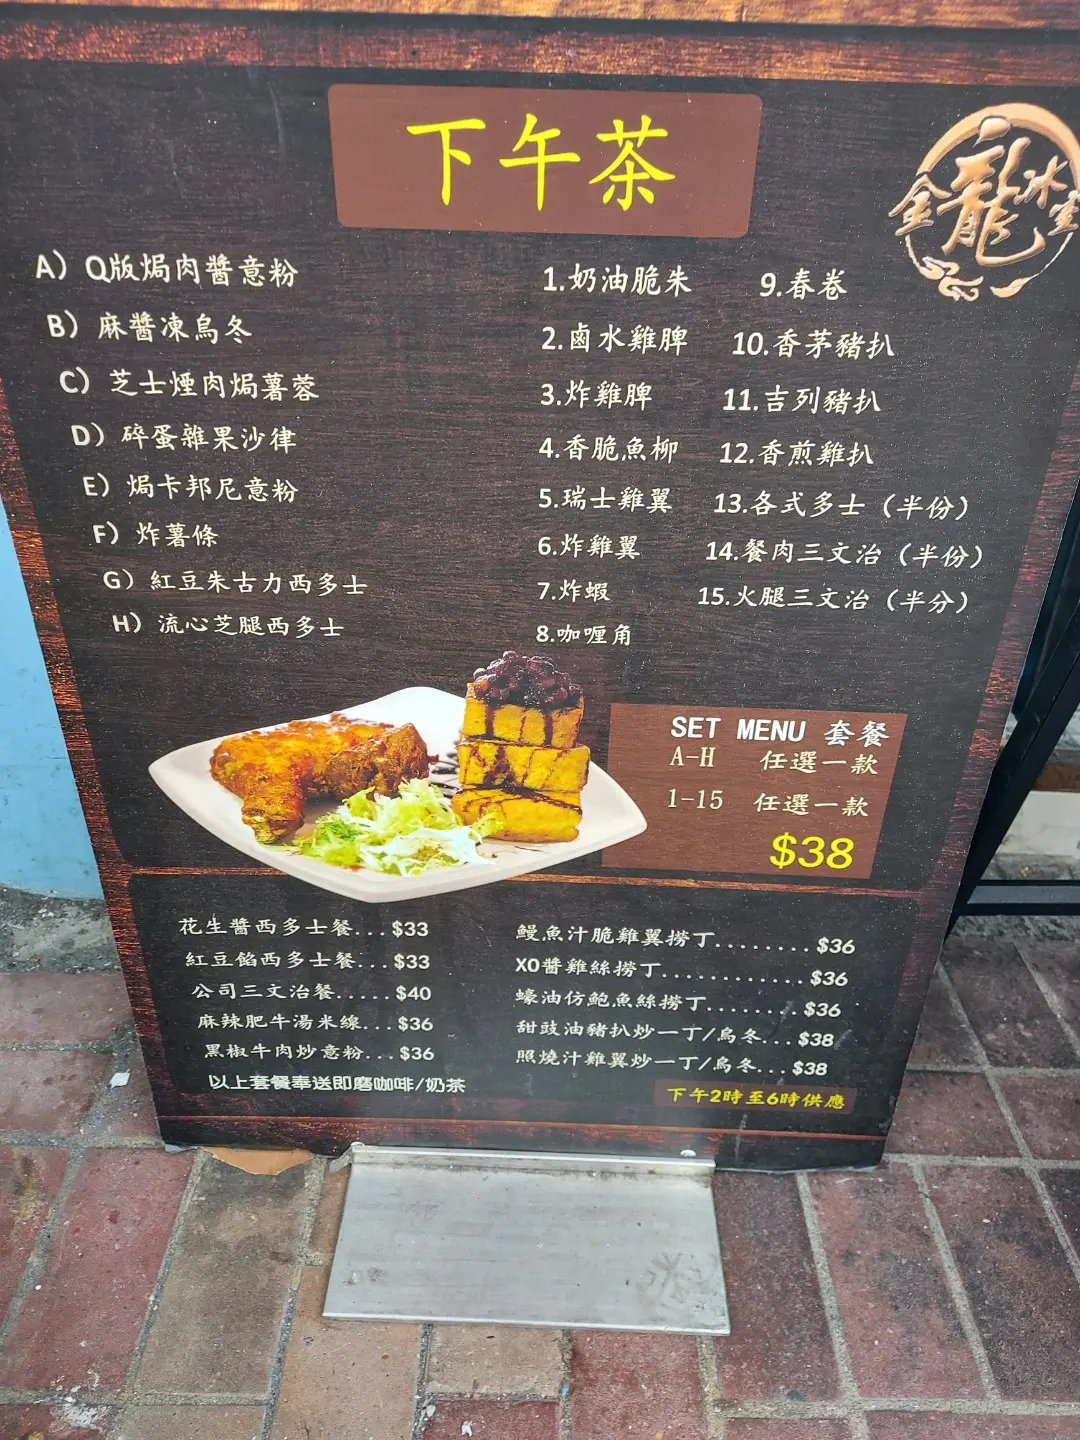 下午茶
金龍冰室
A）Q版焗肉醬意粉
B）麻醬凍烏冬
C）芝士煙肉焗薯蓉
D）碎蛋雜果沙律
E）焗卡邦尼意粉
F）炸薯條
G）紅豆朱古力西多士
H）流心芝腿西多士
1.奶油脆朱
2.鹵水雞髀
3.炸雞髀
4.香脆魚柳
5.瑞士雞翼
6.炸雞翼
7.炸蝦
8.咖喱角
9.春卷
10.香茅豬扒
11.吉列豬扒
12.香煎雞扒
13.各式多士（半份）
14.餐肉三文治（半份）
15.火腿三文治（半分）
SET MENU 套餐
A-H 任選一款
1-15 任選一款
$38
花生醬西多士餐...$33
紅豆餡西多士餐...$33
公司三文治餐.....$40
麻辣肥牛湯米線...$36
黑椒牛肉炒意粉...$36
以上套餐奉送即磨咖啡/奶茶
鰻魚汁脆雞翼撈丁........$36
XO醬雞絲撈丁............$36
蠔油仿鮑魚絲撈丁........$36
甜豉油豬扒炒一丁/烏冬...$38
照燒汁雞翼炒一丁/烏冬...$38
下午2時至6時供應